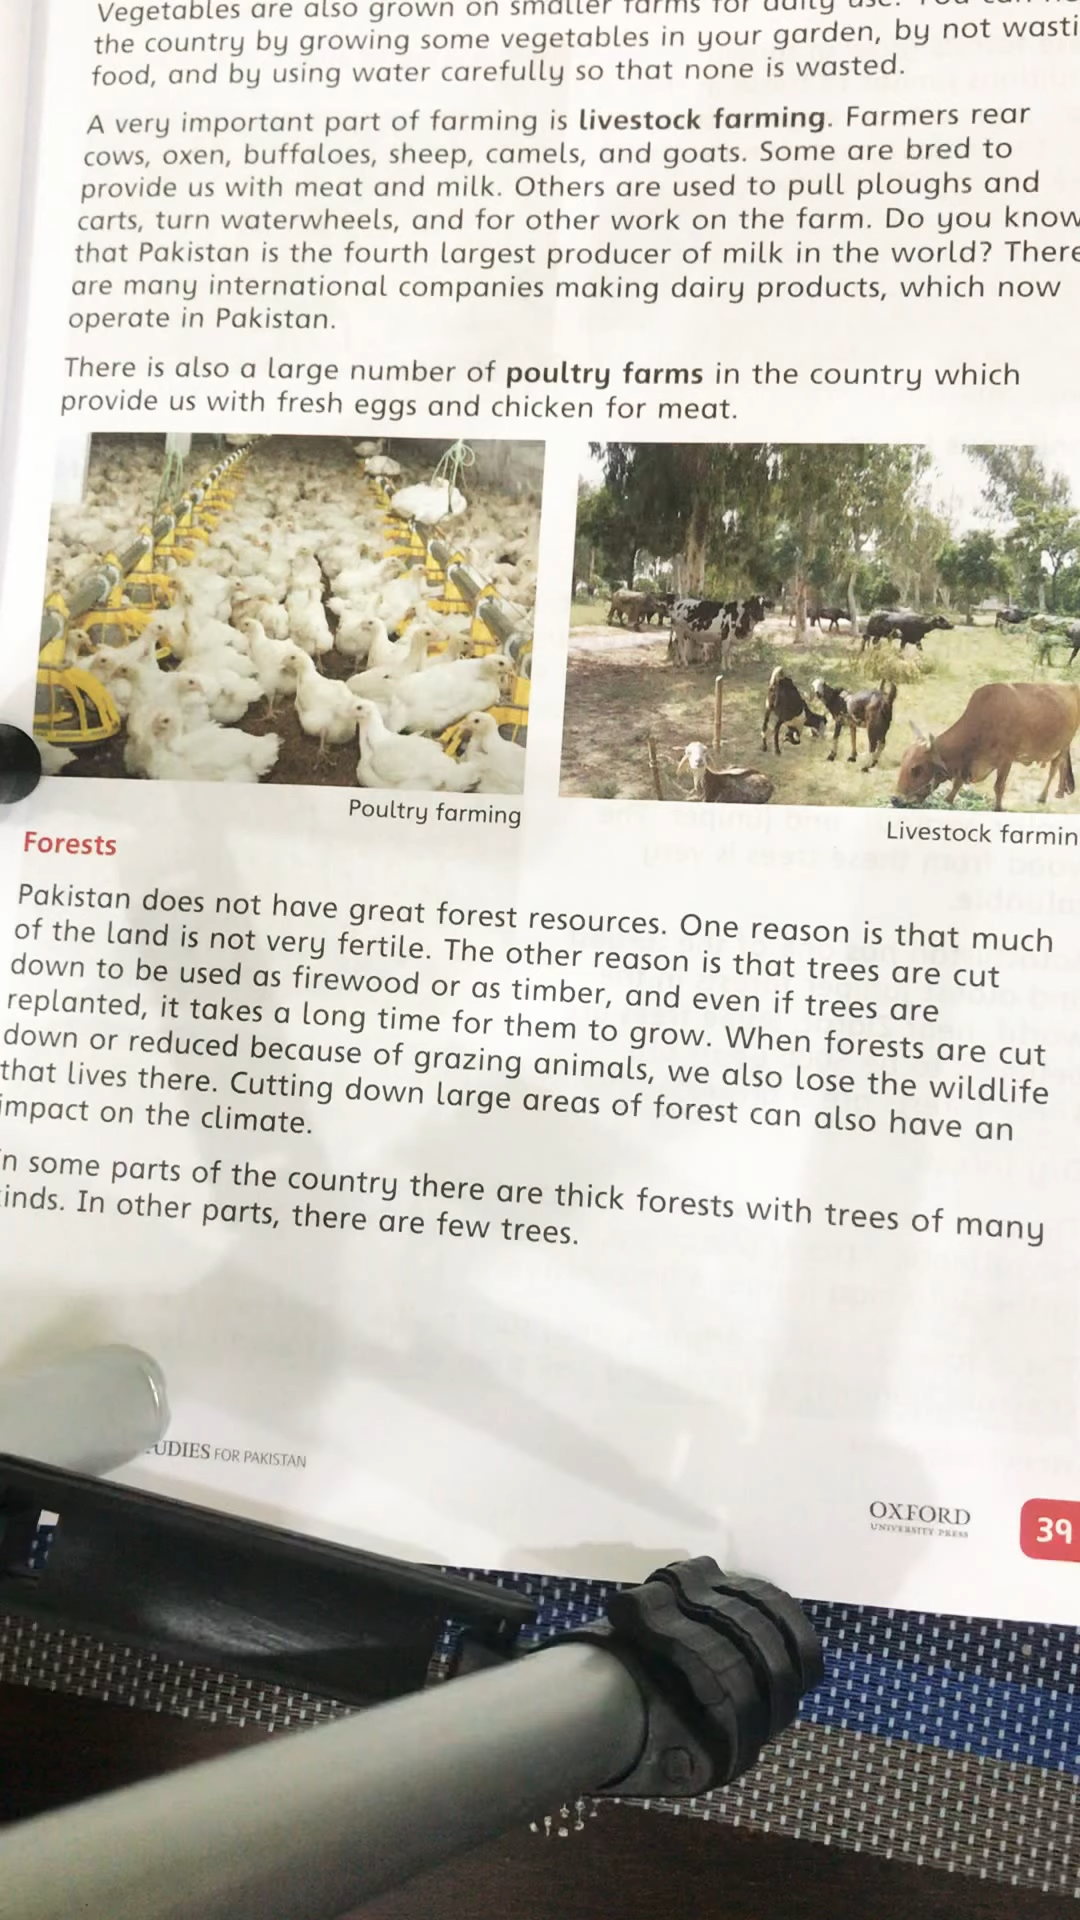 Vegetables are also grown on smaller farms for daily use. You can
the country by growing some vegetables in your garden, by not wasti
food, and by using water carefully so that none is wasted.
A very important part of farming is livestock farming. Farmers rear
cows, oxen, buffaloes, sheep, camels, and goats. Some are bred to
provide us with meat and milk. Others are used to pull ploughs and
carts, turn waterwheels, and for other work on the farm. Do you know
that Pakistan is the fourth largest producer of milk in the world? There
are many international companies making dairy products, which now
operate in Pakistan.
There is also a large number of poultry farms in the country which
provide us with fresh eggs and chicken for meat.
Poultry farming
Livestock farmin
Forests
Pakistan does not have great forest resources. One reason is that much
of the land is not very fertile. The other reason is that trees are cut
down to be used as firewood or as timber, and even if trees are
replanted, it takes a long time for them to grow. When forests are cut
down or reduced because of grazing animals, we also lose the wildlife
that lives there. Cutting down large areas of forest can also have an
impact on the climate.
n some parts of the country there are thick forests with trees of many
inds. In other parts, there are few trees.
UDIES FOR PAKISTAN
OXFORD
UNIVERSITY PRESS
39